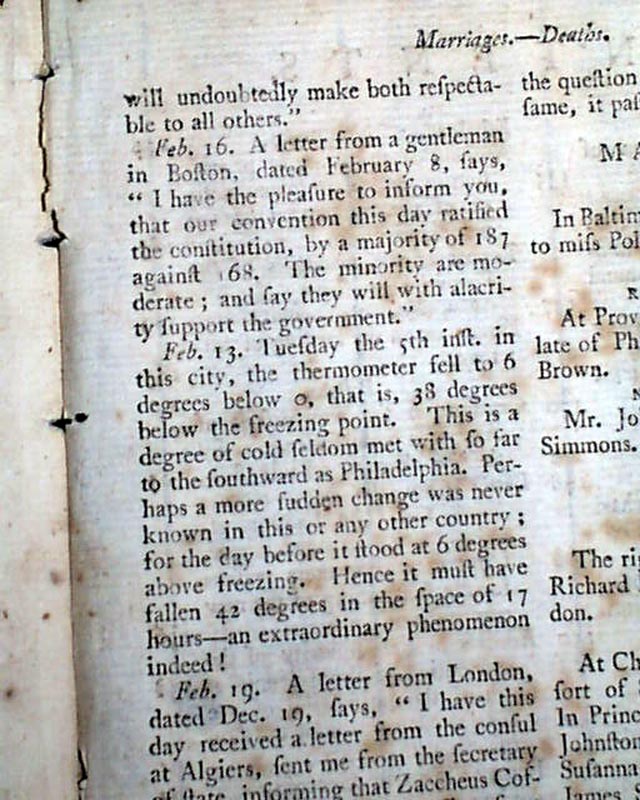 Marriages.—Deaths.
will undoubtedly make both reſpecta-
ble to all others."
Feb. 16. A letter from a gentleman
in Boſton, dated February 8, ſays,
" I have the pleaſure to inform you,
that our convention this day ratified
the conſtitution, by a majority of 187
againſt 168. The minority are mo-
derate ; and ſay they will with alacri-
ty ſupport the government."
Feb. 13. Tueſday the 5th inſt. in
this city, the thermometer fell to 6
degrees below 0, that is, 38 degrees
below the freezing point. This is a
degree of cold ſeldom met with ſo far
to the ſouthward as Philadelphia. Per-
haps a more ſudden change was never
known in this or any other country ;
for the day before it ſtood at 6 degrees
above freezing. Hence it muſt have
fallen 42 degrees in the ſpace of 17
hours—an extraordinary phenomenon
indeed !
Feb. 19. A letter from London,
dated Dec. 19, ſays, " I have this
day received a letter from the conſul
at Algiers, ſent me from the ſecretary
of ſtate, informing that Zaccheus Coſ-
the queſtion
ſame, it paſ
M A
In Baltim
to miſs Pol
At Prov
late of Ph
Brown.
Mr. Jo
Simmons.
The rig
Richard
don.
At Ch
ſort of
In Princ
Johnſton
Suſanna
James